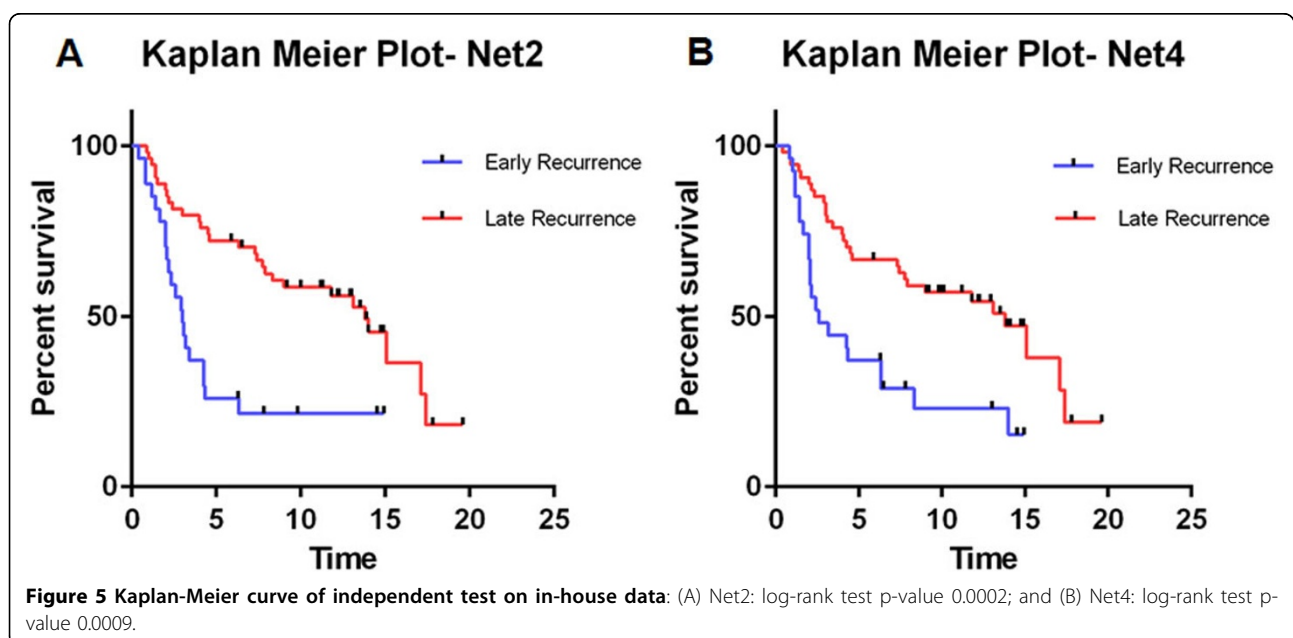 A Kaplan Meier Plot- Net2
100
50
0
Percent survival
Early Recurrence
Late Recurrence
0 5 10 15 20 25
Time
B Kaplan Meier Plot- Net4
100
50
0
Percent survival
Early Recurrence
Late Recurrence
0 5 10 15 20 25
Time
Figure 5 Kaplan-Meier curve of independent test on in-house data: (A) Net2: log-rank test p-value 0.0002; and (B) Net4: log-rank test p-
value 0.0009.